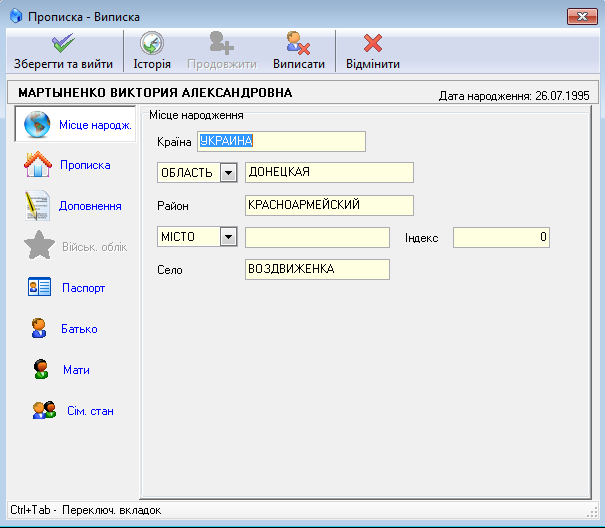 Прописка - Виписка
Зберегти та вийти Історія Продовжити Виписати Відмінити
МАРТЫНЕНКО ВИКТОРИЯ АЛЕКСАНДРОВНА Дата народження: 26.07.1995
Місце народж.
Прописка
Доповнення
Військ. облік
Паспорт
Батько
Мати
Сім. стан
Місце народження
Країна УКРАИНА
ОБЛАСТЬ ДОНЕЦКАЯ
Район КРАСНОАРМЕЙСКИЙ
МІСТО Індекс 0
Село ВОЗДВИЖЕНКА
Ctrl+Tab - Переключ. вкладок